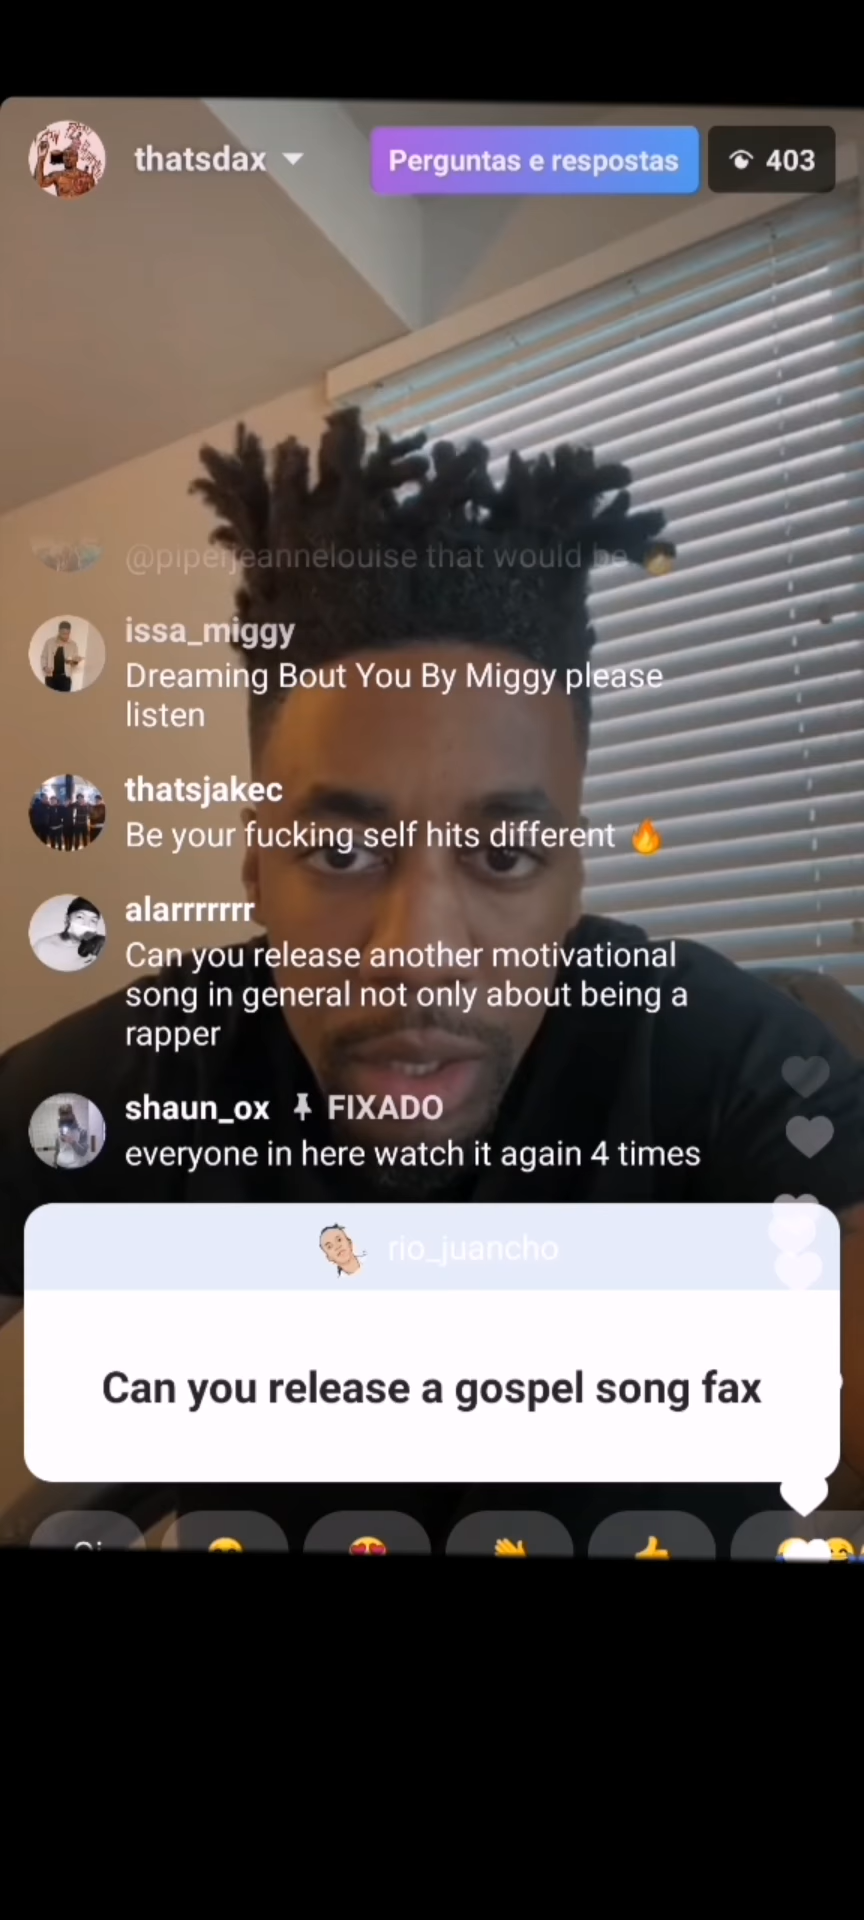 thatsdax
Perguntas e respostas
403
@piperjeannelouise that would be
issa_miggy
Dreaming Bout You By Miggy please
listen
thatsjakec
Be your fucking self hits different 🔥
alarrrrrrr
Can you release another motivational
song in general not only about being a
rapper
shaun_ox FIXADO
everyone in here watch it again 4 times
rio_juancho
Can you release a gospel song fax